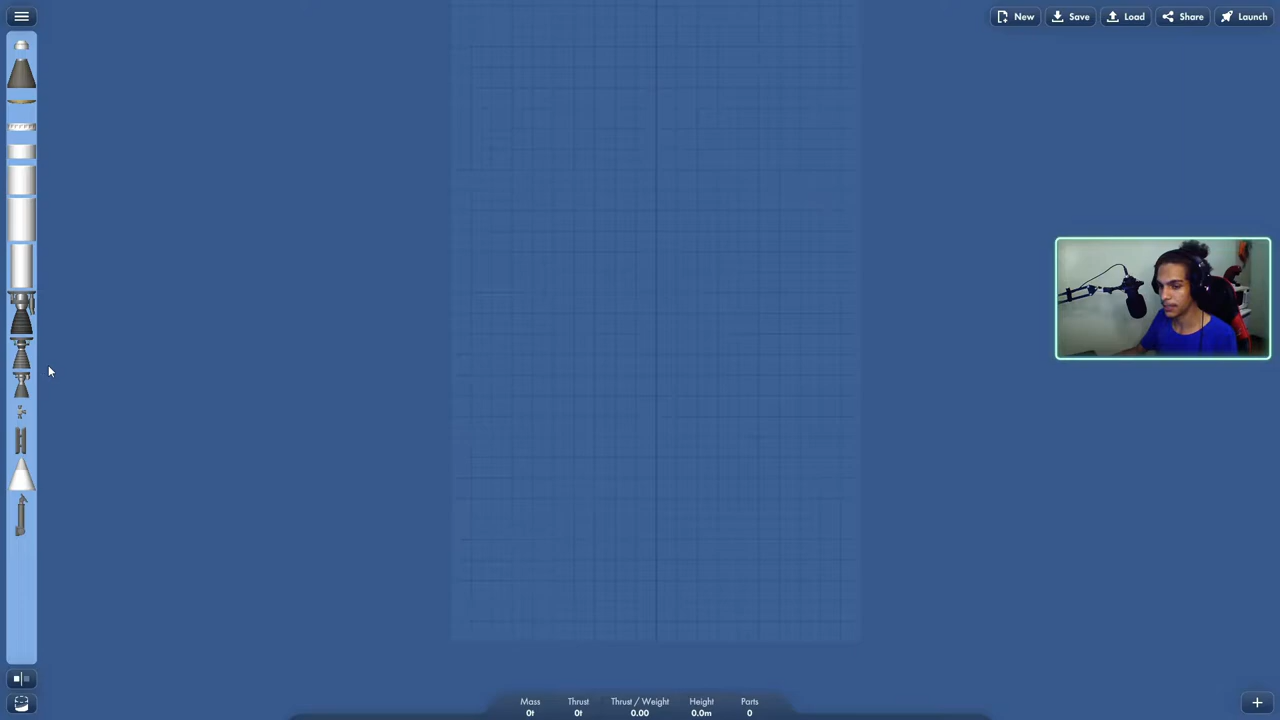 New Save Load Share Launch
Mass Thrust Thrust / Weight Height Parts
0t 0t 0.00 0.0m 0